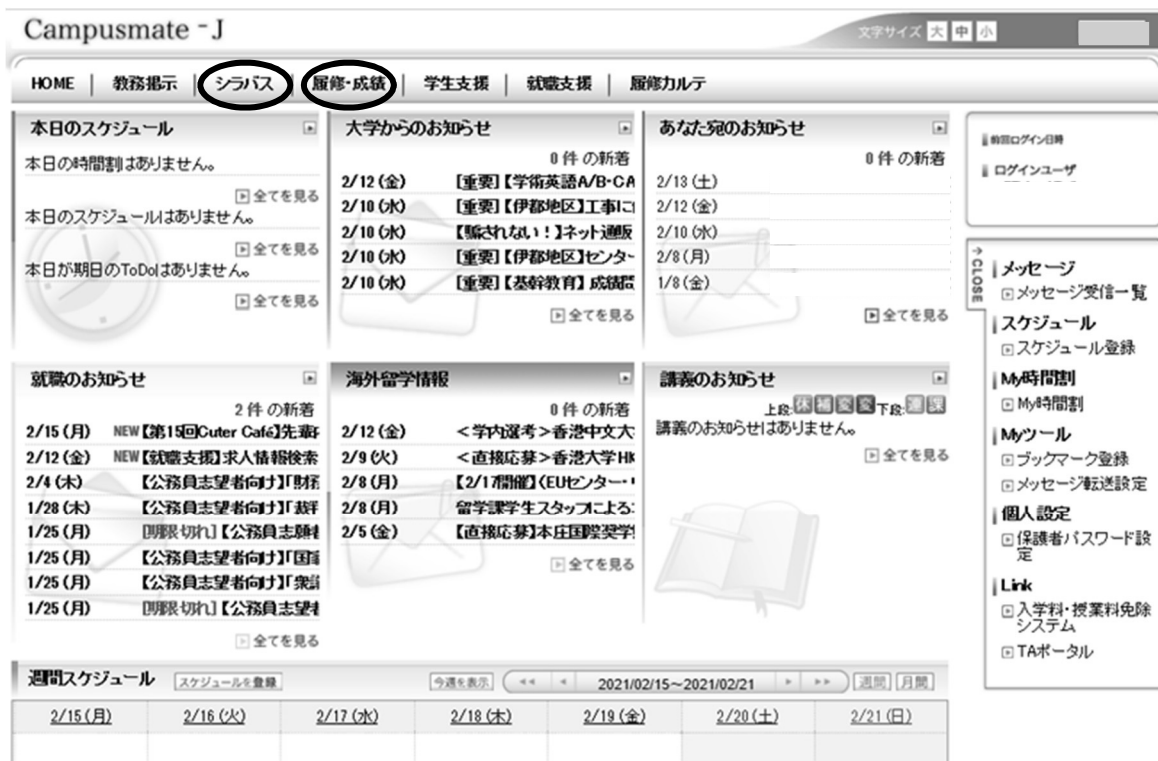 Campusmate-J
文字サイズ 大 中 小
HOME 教務掲示 シラバス 履修・成績 学生支援 就職支援 履修カルテ
本日のスケジュール
本日の時間割はありません。
全てを見る
本日のスケジュールはありません。
全てを見る
本日が期日のToDoはありません。
全てを見る
大学からのお知らせ
0件 の新着
2/12(金) [重要]【学術英語A/B・CA
2/10(水) [重要]【伊都地区】工事に
2/10(水) 【騙されない!】ネット通販
2/10(水) [重要]【伊都地区】センター
2/10(水) [重要]【基幹教育】成績
全てを見る
あなた宛のお知らせ
0件 の新着
2/13(土)
2/12(金)
2/10(水)
2/8(月)
1/8(金)
全てを見る
前回ログイン日時
ログインユーザ
CLOSE
メッセージ
メッセージ受信一覧
スケジュール
スケジュール登録
My時間割
My時間割
Myツール
ブックマーク登録
メッセージ転送設定
個人設定
保護者パスワード設
定
Link
入学料・授業料免除
システム
TAポータル
就職のお知らせ
2件 の新着
2/15(月) NEW【第15回Cuter Café】先輩
2/12(金) NEW【就職支援】求人情報検索
2/4(木) 【公務員志望者向け】「財務
1/28(木) 【公務員志望者向け】「裁判
1/25(月) [期限切れ]【公務員志願者
1/25(月) 【公務員志望者向け】「国家
1/25(月) 【公務員志望者向け】「衆議
1/25(月) [期限切れ]【公務員志望者
全てを見る
海外留学情報
0件 の新着
2/12(金) <学内選考>香港中文大
2/9(火) <直接応募>香港大学HK
2/8(月) 【2/17開催】(EUセンター・
2/8(月) 留学課学生スタッフによる
2/5(金) 【直接応募】本庄国際奨学
全てを見る
講義のお知らせ
上段:休 補 変 変 下段:連 課
講義のお知らせはありません。
全てを見る
週間スケジュール スケジュールを登録 今週を表示 2021/02/15~2021/02/21 週間 月間
2/15(月) 2/16(火) 2/17(水) 2/18(木) 2/19(金) 2/20(土) 2/21(日)